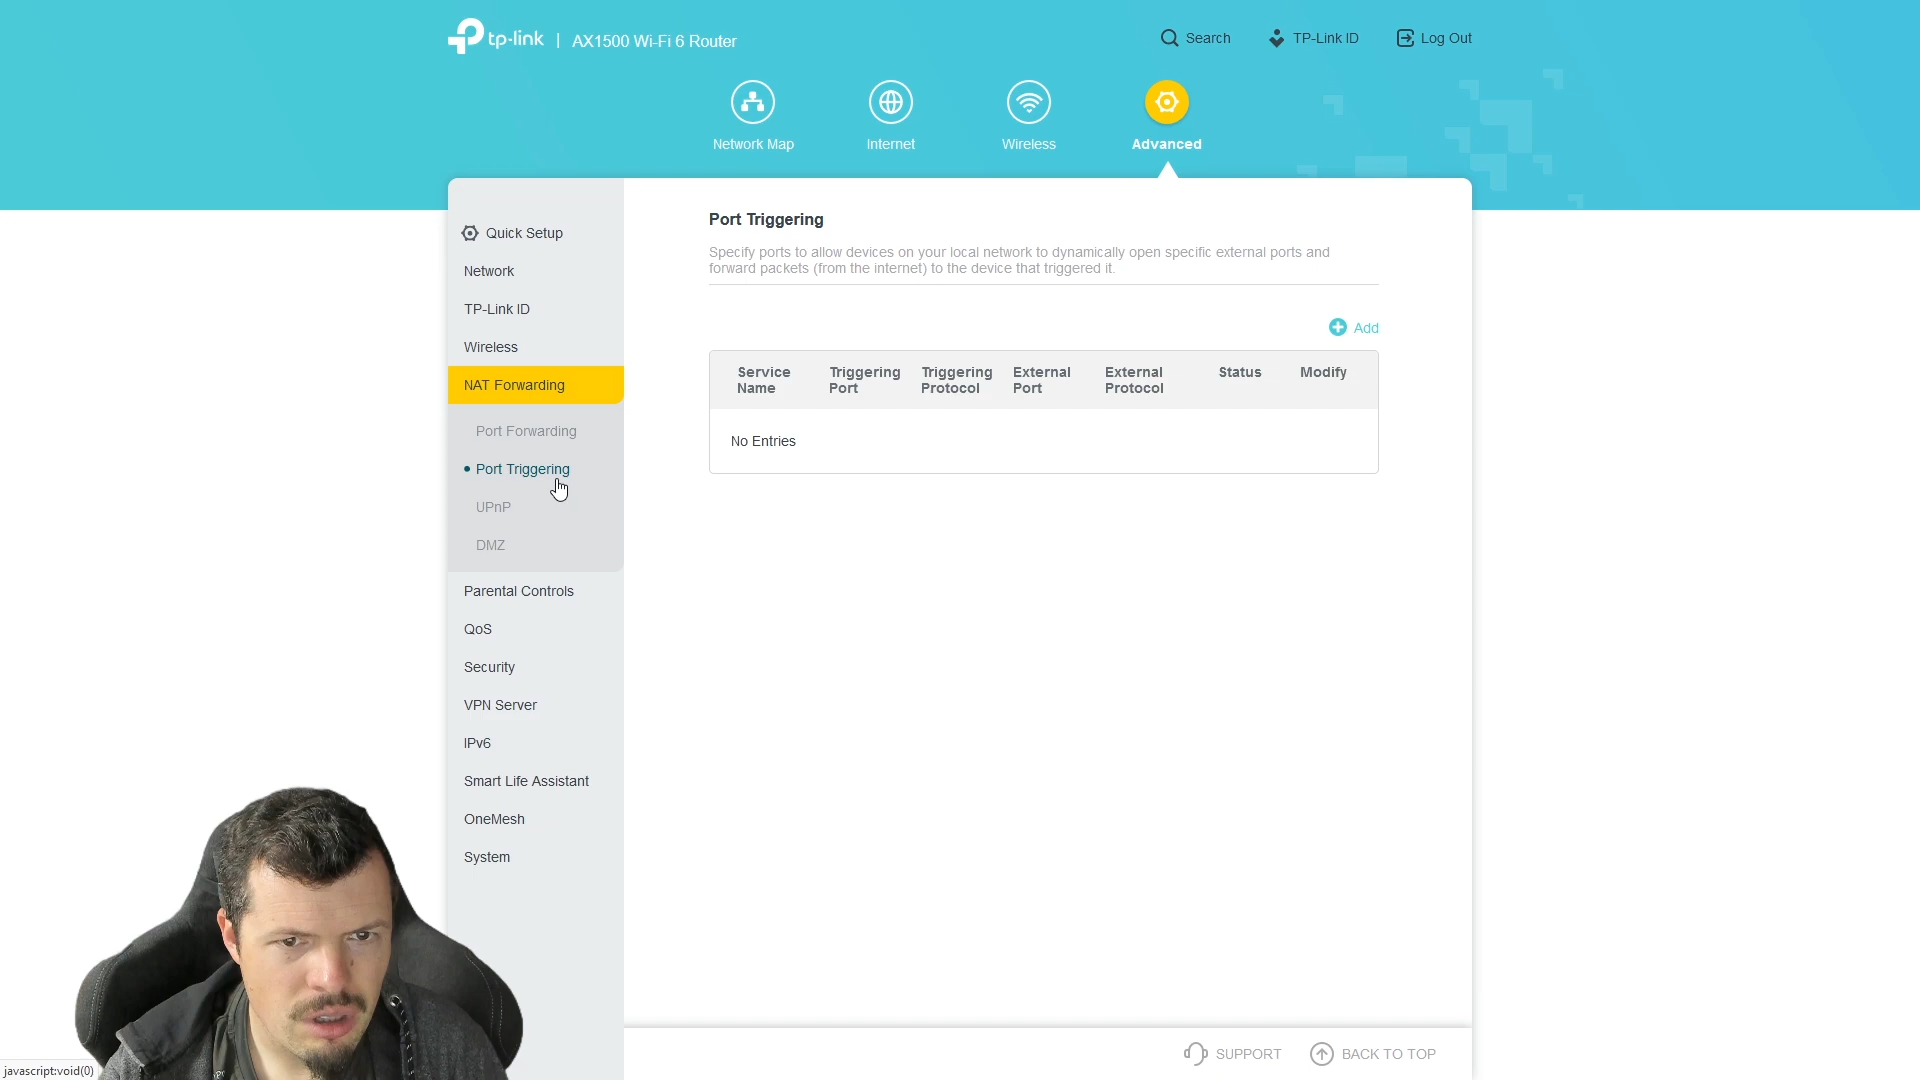 tp-link | AX1500 Wi-Fi 6 Router
Search
TP-Link ID
Log Out
Network Map
Internet
Wireless
Advanced
Quick Setup
Network
TP-Link ID
Wireless
NAT Forwarding
Port Forwarding
Port Triggering
UPnP
DMZ
Parental Controls
QoS
Security
VPN Server
IPv6
Smart Life Assistant
OneMesh
System
Port Triggering
Specify ports to allow devices on your local network to dynamically open specific external ports and
forward packets (from the internet) to the device that triggered it.
Add
Service Name
Triggering Port
Triggering Protocol
External Port
External Protocol
Status
Modify
No Entries
SUPPORT
BACK TO TOP
javascript:void(0)